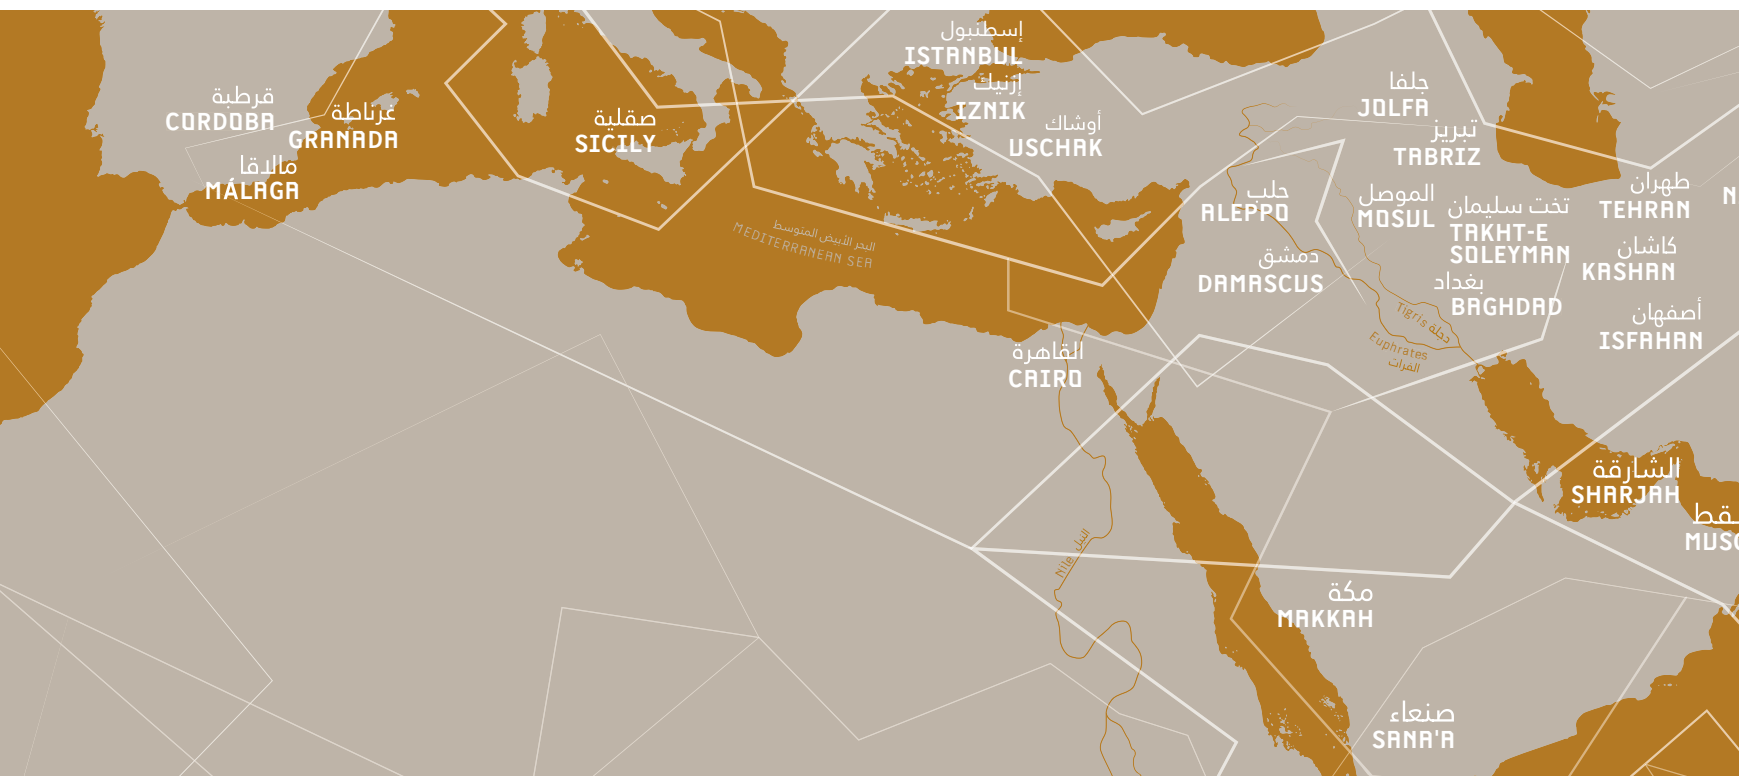 إسطنبول
ISTANBUL
إزنيك
IZNIK
أوشاك
USCHAK
جلفا
JOLFA
تبريز
TABRIZ
قرطبة
CORDOBA
غرناطة
GRANADA
مالاقا
MÁLAGA
صقلية
SICILY
حلب
ALEPPO
الموصل
MOSUL
تخت سليمان
TAKHT-E
SOLEYMAN
طهران
TEHRAN
N
كاشان
KASHAN
البحر الأبيض المتوسط
MEDITERRANEAN SEA
دمشق
DAMASCUS
بغداد
BAGHDAD
أصفهان
ISFAHAN
Tigris دجلة
Euphrates
الفرات
القاهرة
CAIRO
الشارقة
SHARJAH
ـقط
MUSC
Nile النيل
مكة
MAKKAH
صنعاء
SANA'A